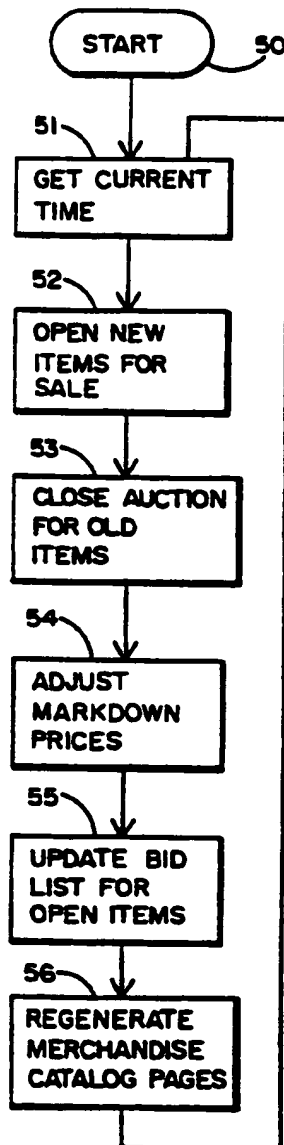 START
50
51
GET CURRENT
TIME
52
OPEN NEW
ITEMS FOR
SALE
53
CLOSE AUCTION
FOR OLD
ITEMS
54
ADJUST
MARKDOWN
PRICES
55
UPDATE BID
LIST FOR
OPEN ITEMS
56
REGENERATE
MERCHANDISE
CATALOG PAGES